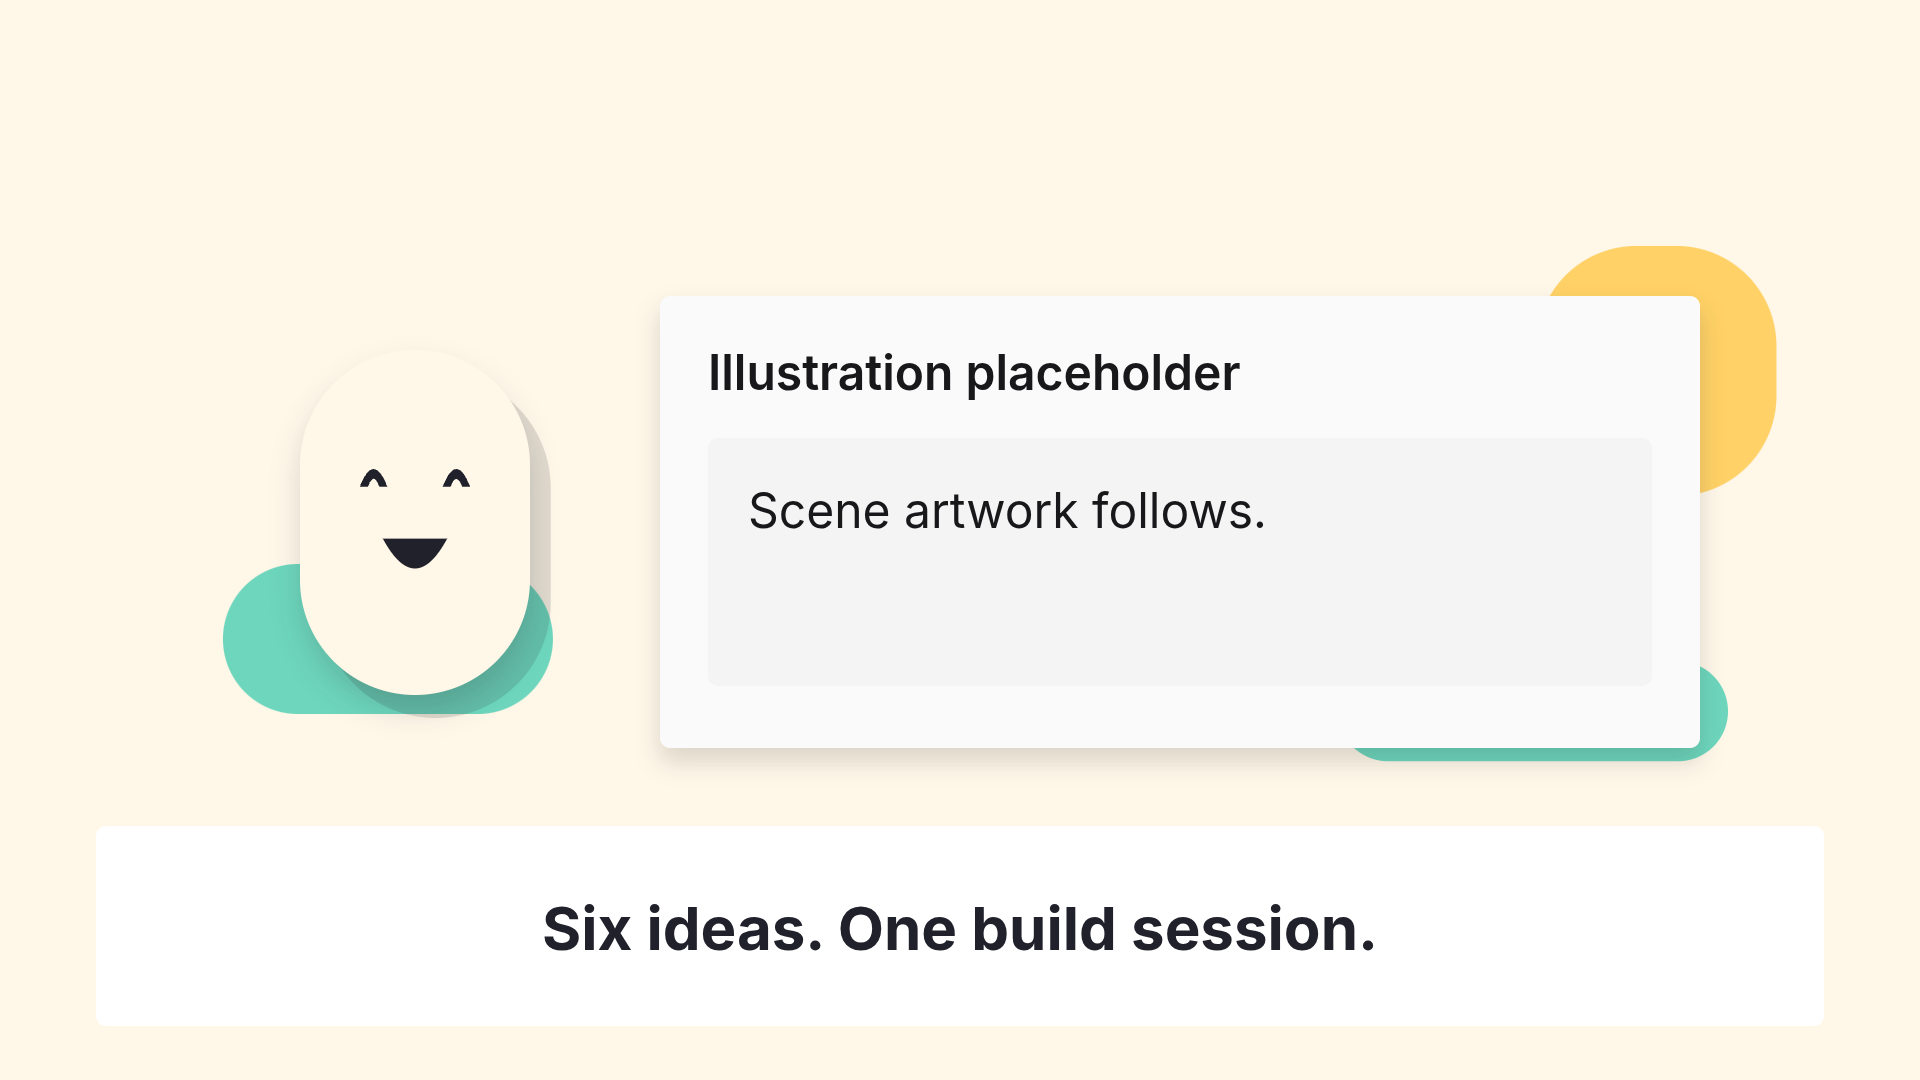 Illustration placeholder
Scene artwork follows.
Six ideas. One build session.